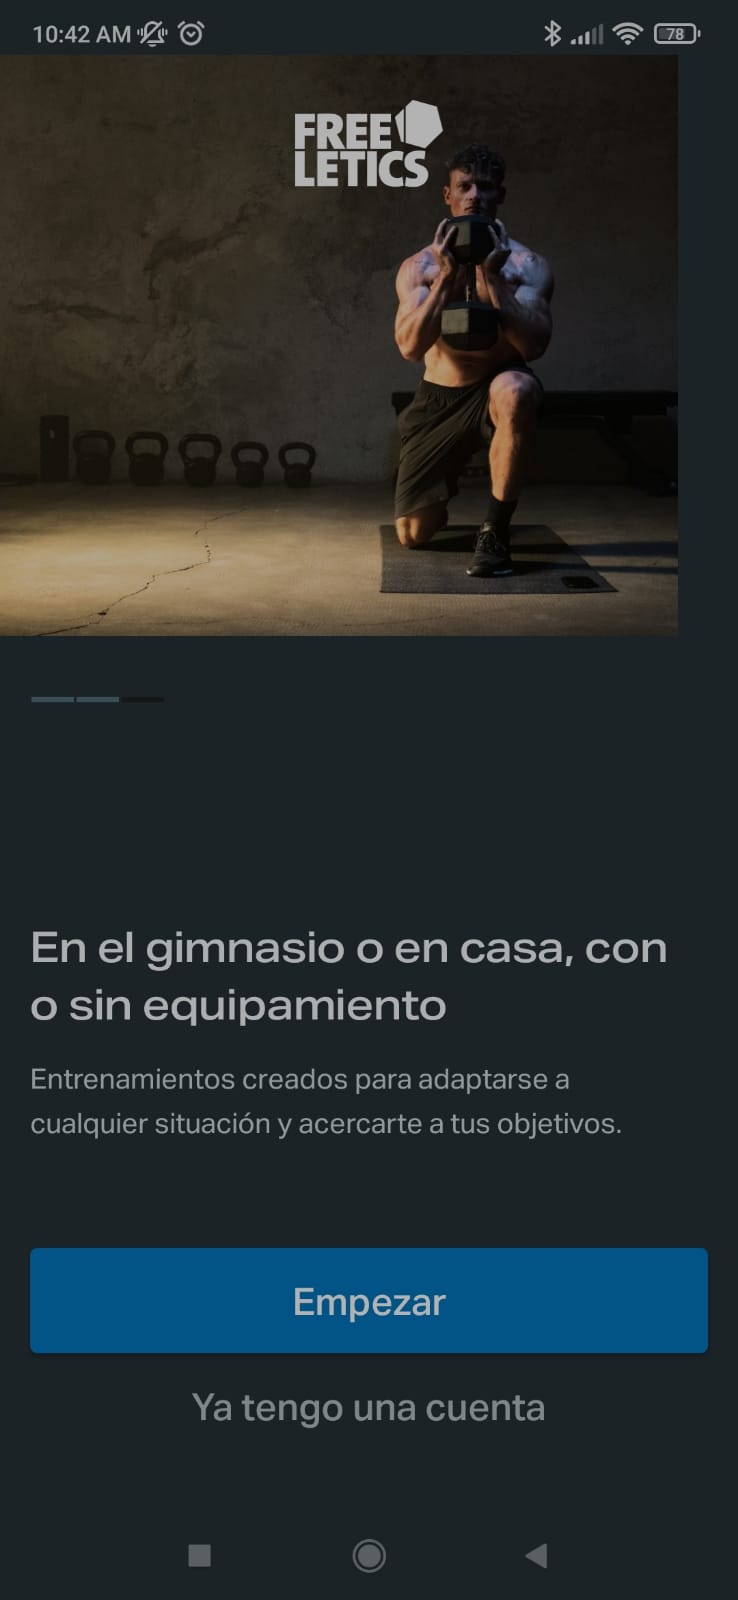 10:42 AM
78
FREE
LETICS
En el gimnasio o en casa, con
o sin equipamiento
Entrenamientos creados para adaptarse a
cualquier situación y acercarte a tus objetivos.
Empezar
Ya tengo una cuenta